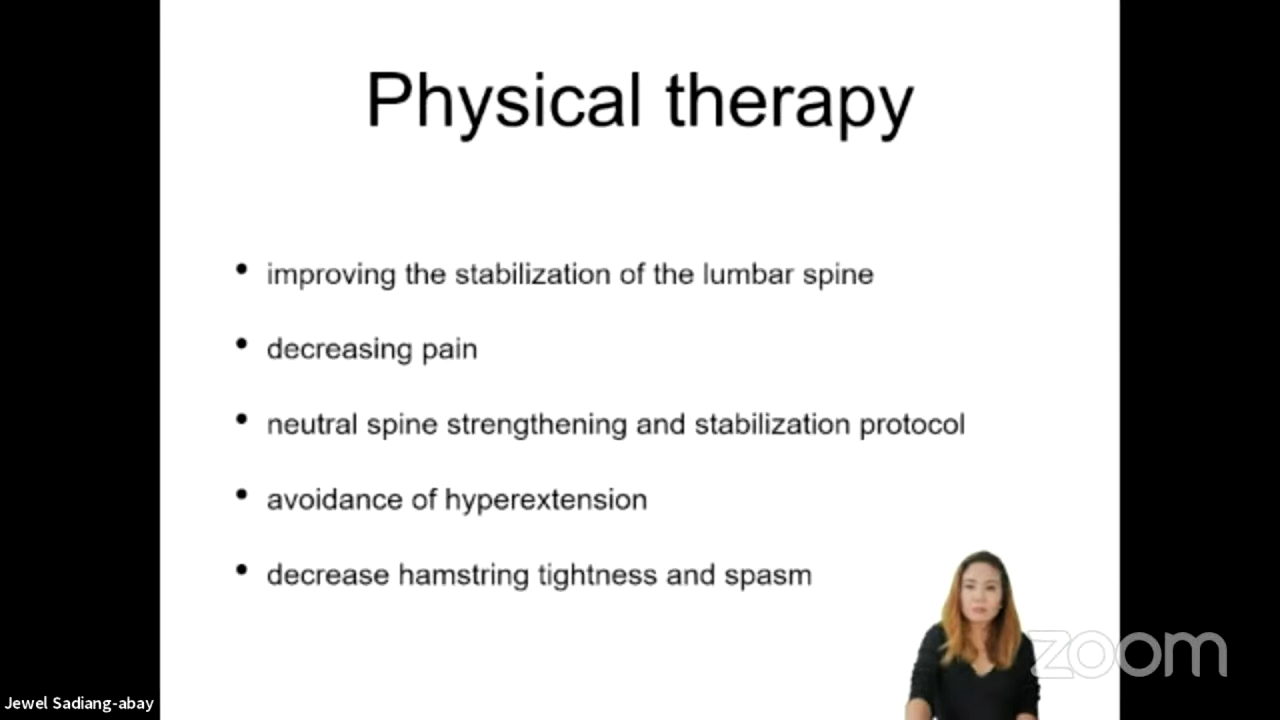 Physical therapy
• improving the stabilization of the lumbar spine
• decreasing pain
• neutral spine strengthening and stabilization protocol
• avoidance of hyperextension
• decrease hamstring tightness and spasm
zoom
Jewel Sadiang-abay